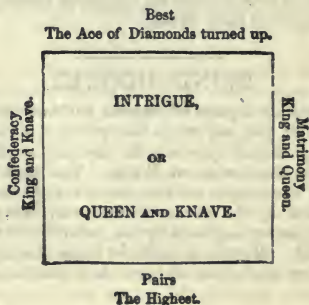 Best
The Ace of Diamonds turned up.
Confederacy
King and Knave.
INTRIGUE,
OR
QUEEN AND KNAVE.
Matrimony
King and Queen.
Pairs
The Highest.